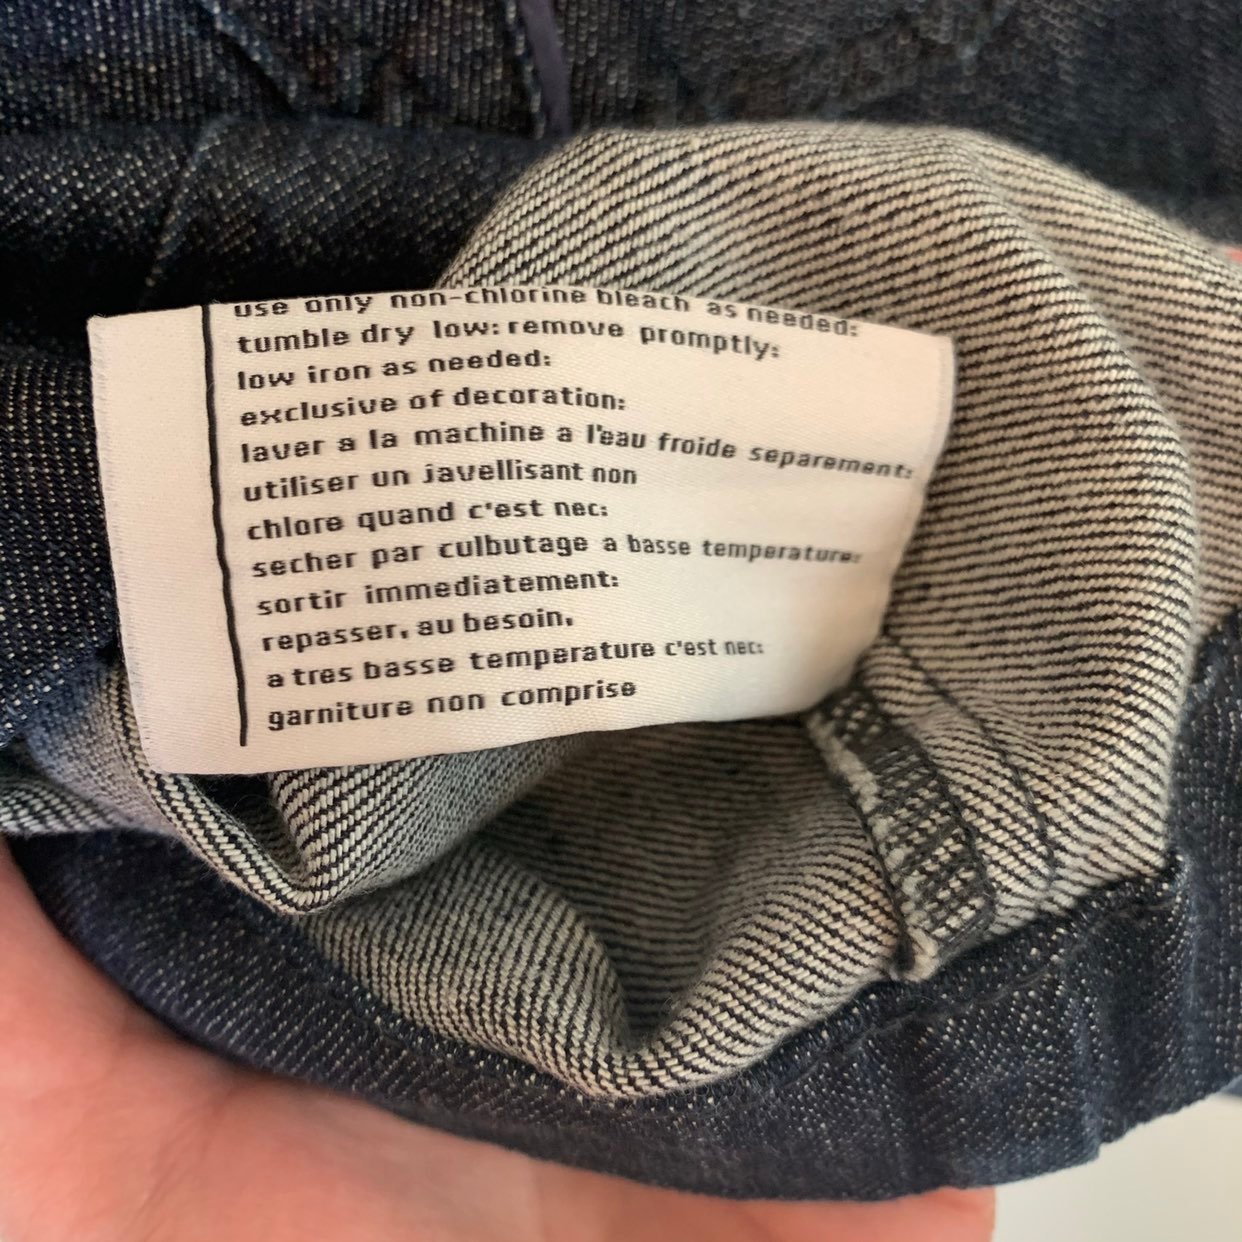 use only non-chlorine bleach as needed:
tumble dry low: remove promptly:
low iron as needed:
exclusive of decoration:
laver a la machine a l'eau froide separement:
utiliser un javellisant non
chlore quand c'est nec:
secher par culbutage a basse temperature:
sortir immediatement:
repasser, au besoin,
a tres basse temperature c'est nec:
garniture non comprise